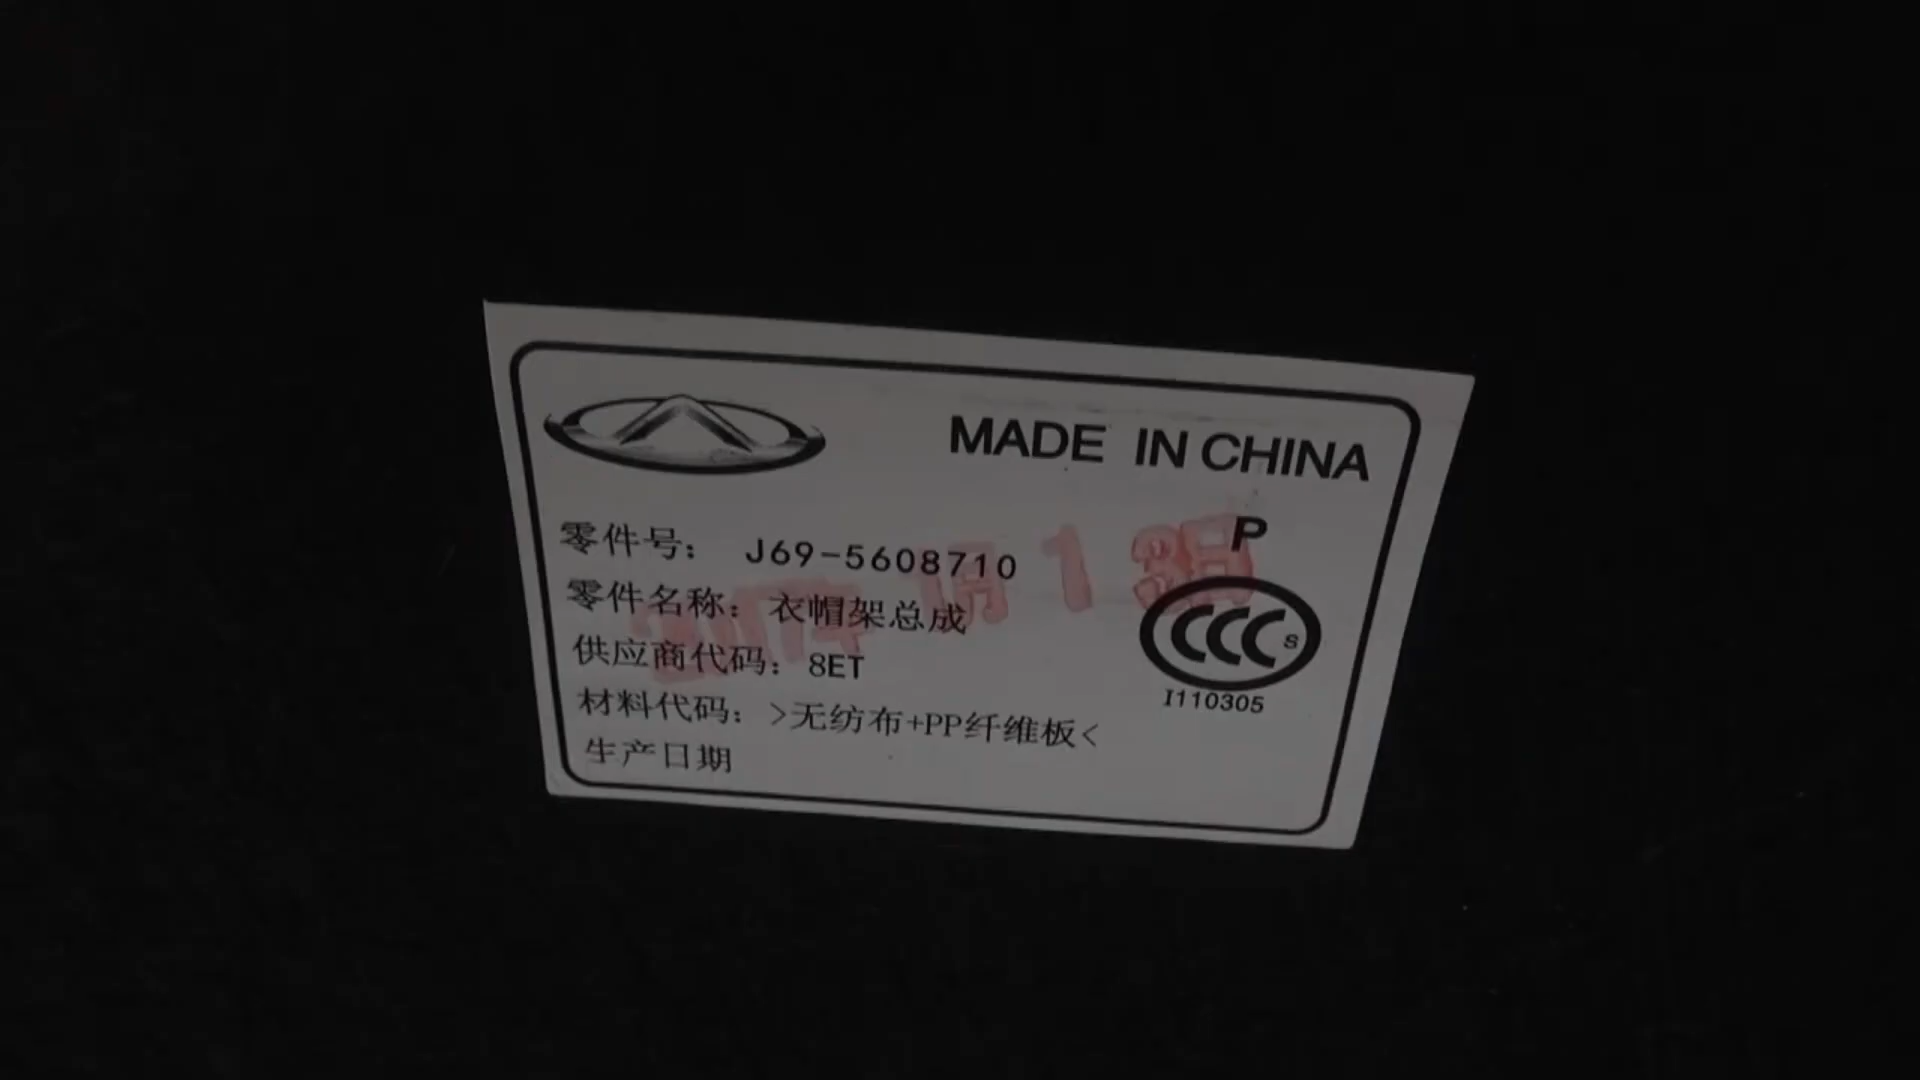 MADE IN CHINA
P
零件号: J69-5608710
零件名称: 衣帽架总成
供应商代码: 8ET
CCC S
I110305
材料代码: >无纺布+PP纤维板<
生产日期